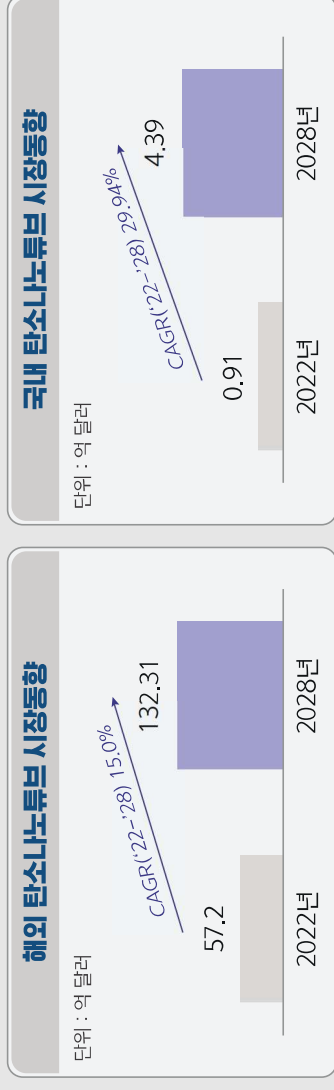 해외 탄소나노튜브 시장동향
단위 : 억 달러
CAGR('22~'28) 15.0%
57.2
132.31
2022년
2028년
국내 탄소나노튜브 시장동향
단위 : 억 달러
CAGR('22~'28) 29.94%
0.91
4.39
2022년
2028년